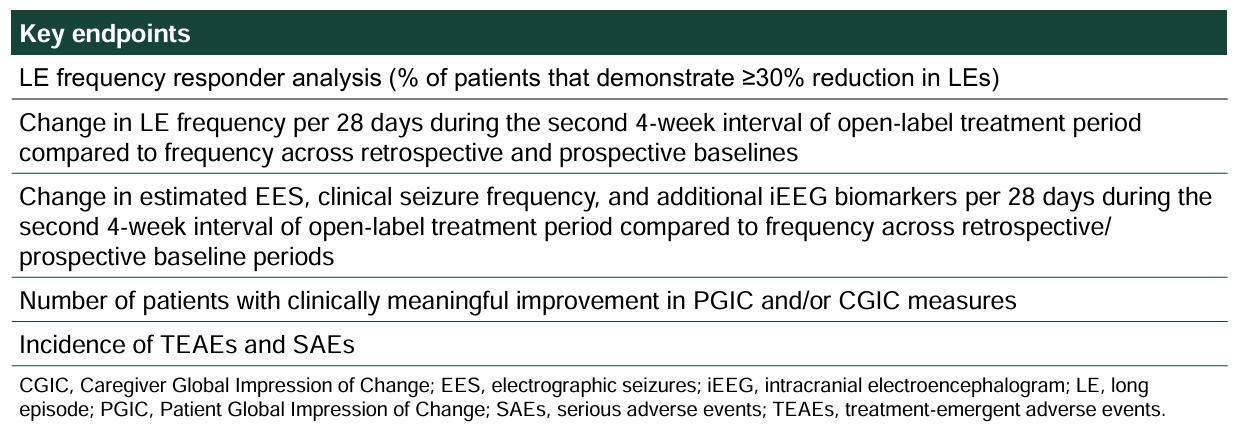 Key endpoints
LE frequency responder analysis (% of patients that demonstrate ≥30% reduction in LEs)
Change in LE frequency per 28 days during the second 4-week interval of open-label treatment period
compared to frequency across retrospective and prospective baselines
Change in estimated EES, clinical seizure frequency, and additional iEEG biomarkers per 28 days during the
second 4-week interval of open-label treatment period compared to frequency across retrospective/
prospective baseline periods
Number of patients with clinically meaningful improvement in PGIC and/or CGIC measures
Incidence of TEAEs and SAEs
CGIC, Caregiver Global Impression of Change; EES, electrographic seizures; iEEG, intracranial electroencephalogram; LE, long
episode; PGIC, Patient Global Impression of Change; SAEs, serious adverse events; TEAEs, treatment-emergent adverse events.